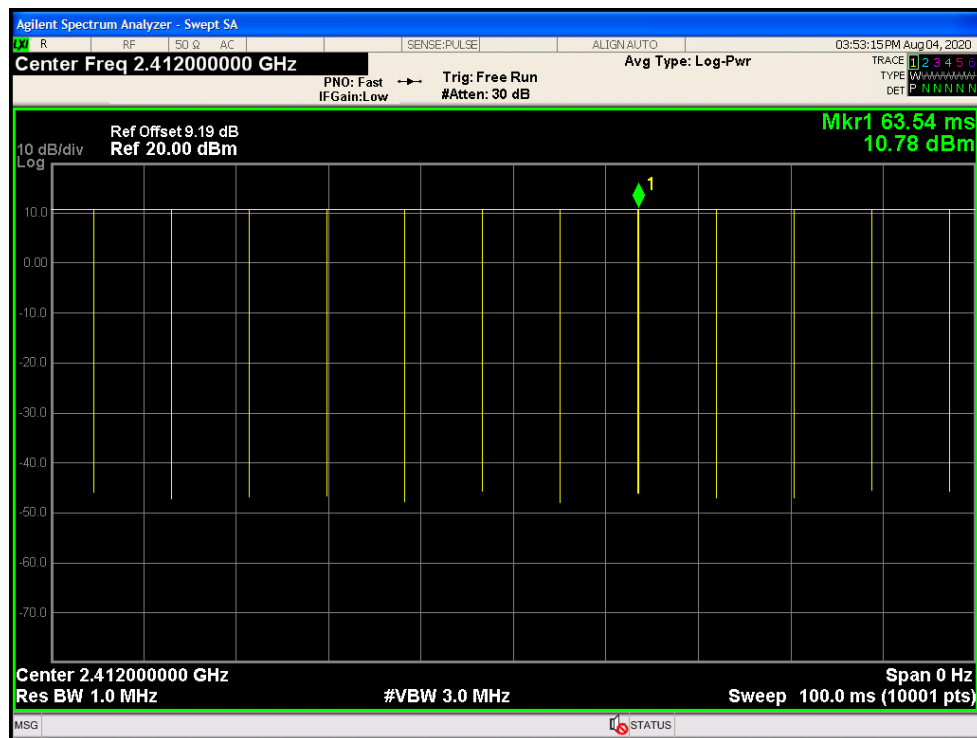 Agilent Spectrum Analyzer - Swept SA
LXI R RF 50 Ω AC SENSE:PULSE ALIGN AUTO 03:53:15 PM Aug 04, 2020
Center Freq 2.412000000 GHz Avg Type: Log-Pwr TRACE 1 2 3 4 5 6
PNO: Fast Trig: Free Run TYPE WWWWWW
IFGain:Low #Atten: 30 dB DET P N N N N N
Mkr1 63.54 ms
Ref Offset 9.19 dB
10 dB/div Ref 20.00 dBm 10.78 dBm
Log
1
10.0
0.00
-10.0
-20.0
-30.0
-40.0
-50.0
-60.0
-70.0
Center 2.412000000 GHz Span 0 Hz
Res BW 1.0 MHz #VBW 3.0 MHz Sweep 100.0 ms (10001 pts)
MSG STATUS